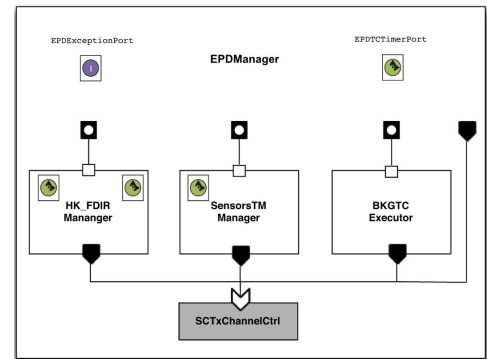 EPDExceptionPort
EPDTCTimerPort
EPDManager
I
HK_FDIR
Mananger
SensorsTM
Manager
BKGTC
Executor
SCTxChannelCtrl